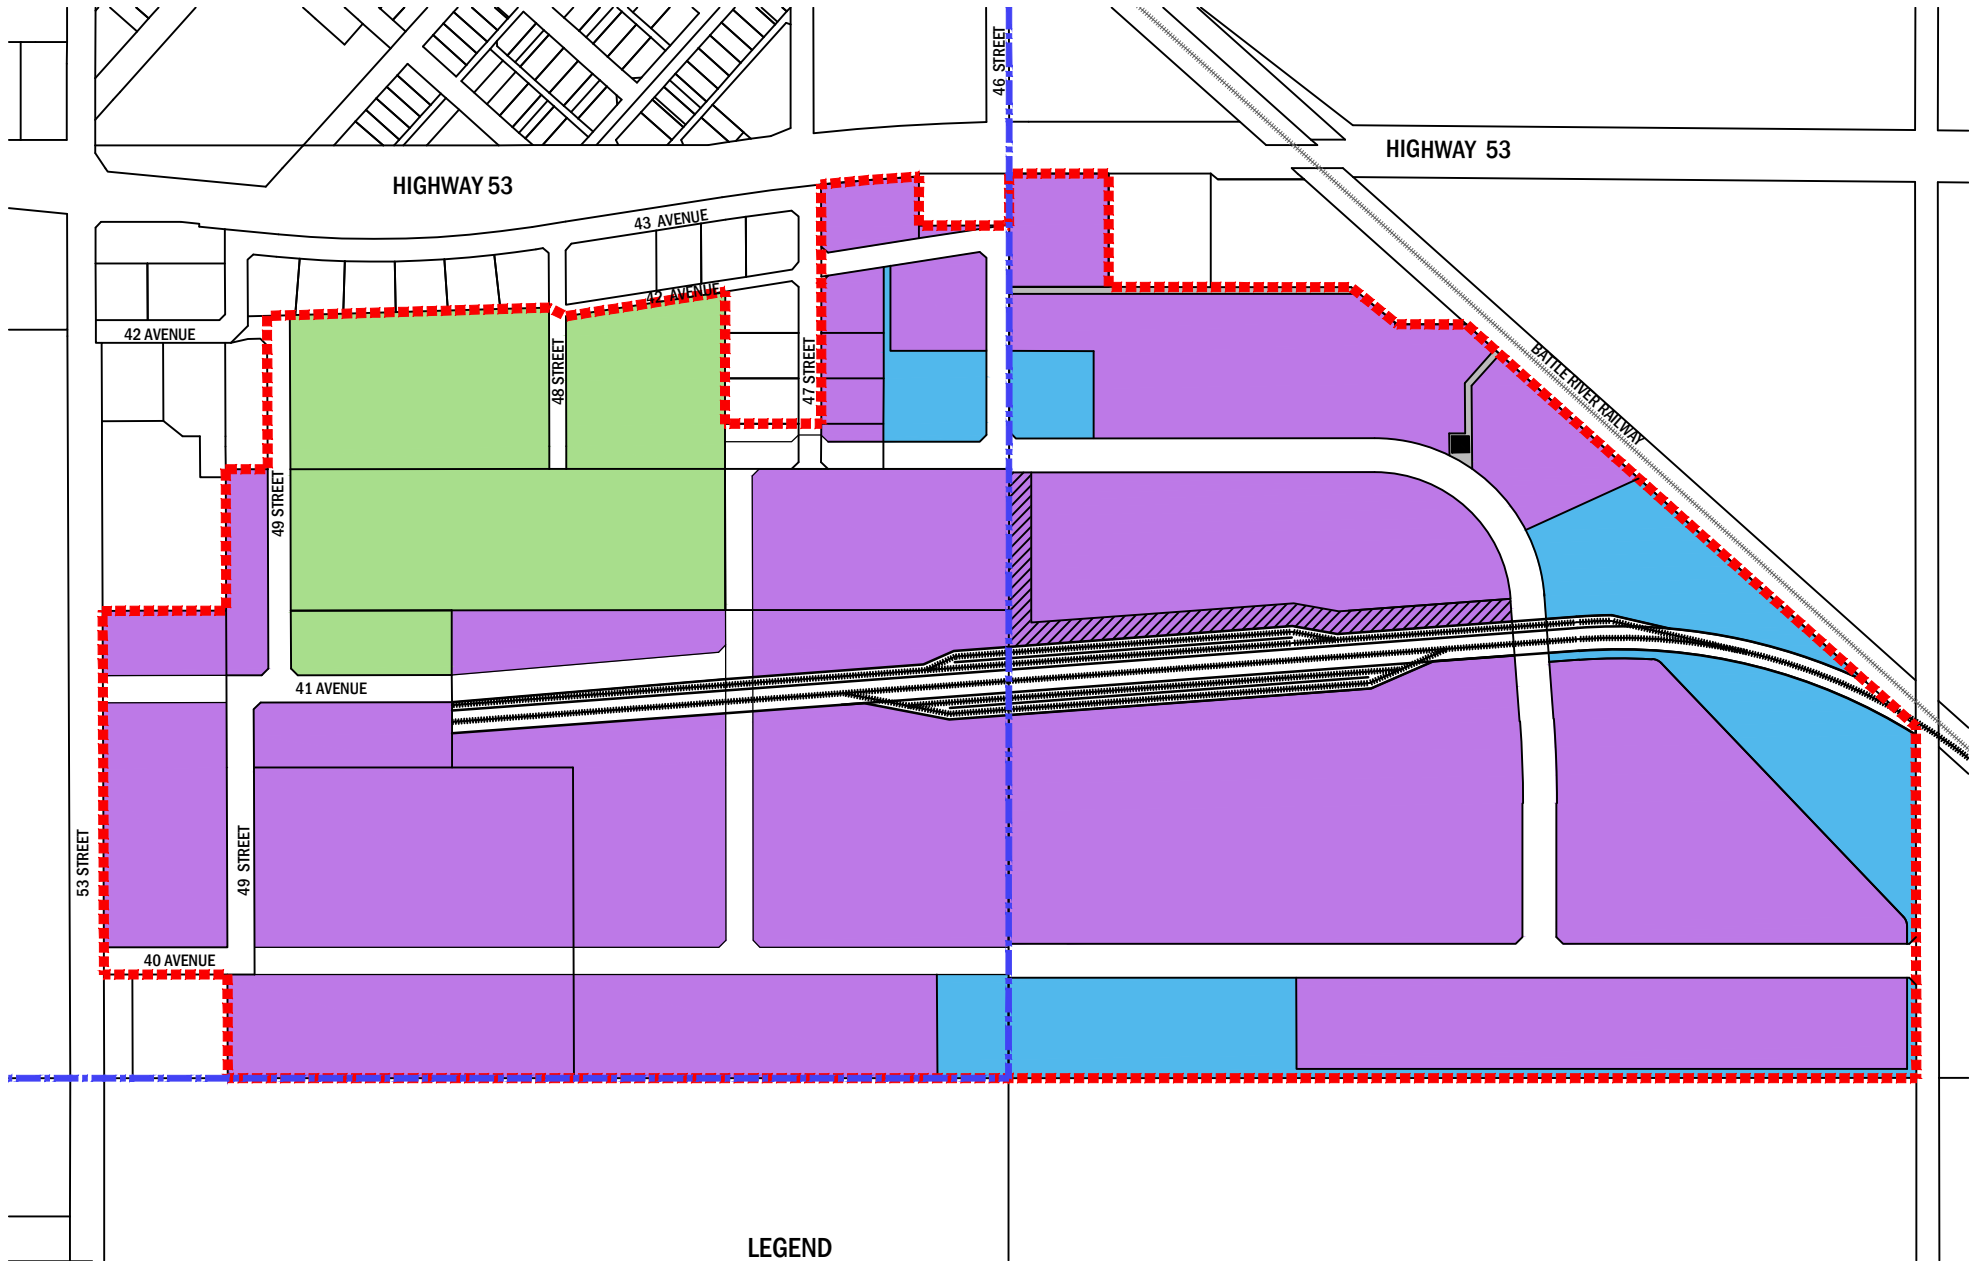 46 STREET
HIGHWAY 53
HIGHWAY 53
43 AVENUE
42 AVENUE
42 AVENUE
48 STREET
47 STREET
BATTLE RIVER RAILWAY
49 STREET
41 AVENUE
53 STREET
49 STREET
40 AVENUE
LEGEND